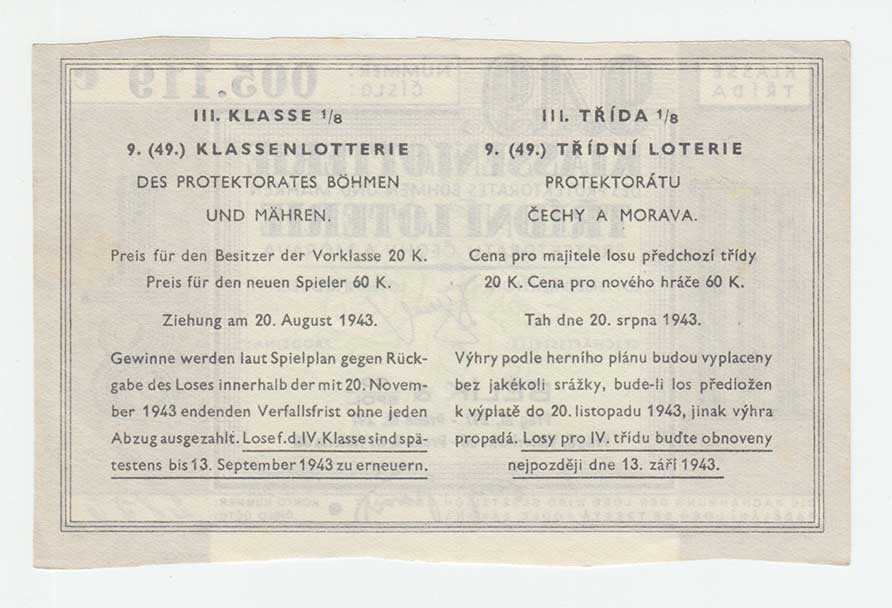 III. KLASSE 1/8
9. (49.) KLASSENLOTTERIE
DES PROTEKTORATES BÖHMEN
UND MÄHREN.
Preis für den Besitzer der Vorklasse 20 K.
Preis für den neuen Spieler 60 K.
Ziehung am 20. August 1943.
Gewinne werden laut Spielplan gegen Rück-
gabe des Loses innerhalb der mit 20. Novem-
ber 1943 endenden Verfallsfrist ohne jeden
Abzug ausgezahlt. Lose f. d. IV. Klasse sind spä-
testens bis 13. September 1943 zu erneuern.
III. TŘÍDA 1/8
9. (49.) TŘÍDNÍ LOTERIE
PROTEKTORÁTU
ČECHY A MORAVA.
Cena pro majitele losu předchozí třídy
20 K. Cena pro nového hráče 60 K.
Tah dne 20. srpna 1943.
Výhry podle herního plánu budou vyplaceny
bez jakékoli srážky, bude-li los předložen
k výplatě do 20. listopadu 1943, jinak výhra
propadá. Losy pro IV. třídu buďte obnoveny
nejpozději dne 13. září 1943.
KLASSE
TŘÍDA
NUMMER:
ČÍSLO:
005.119